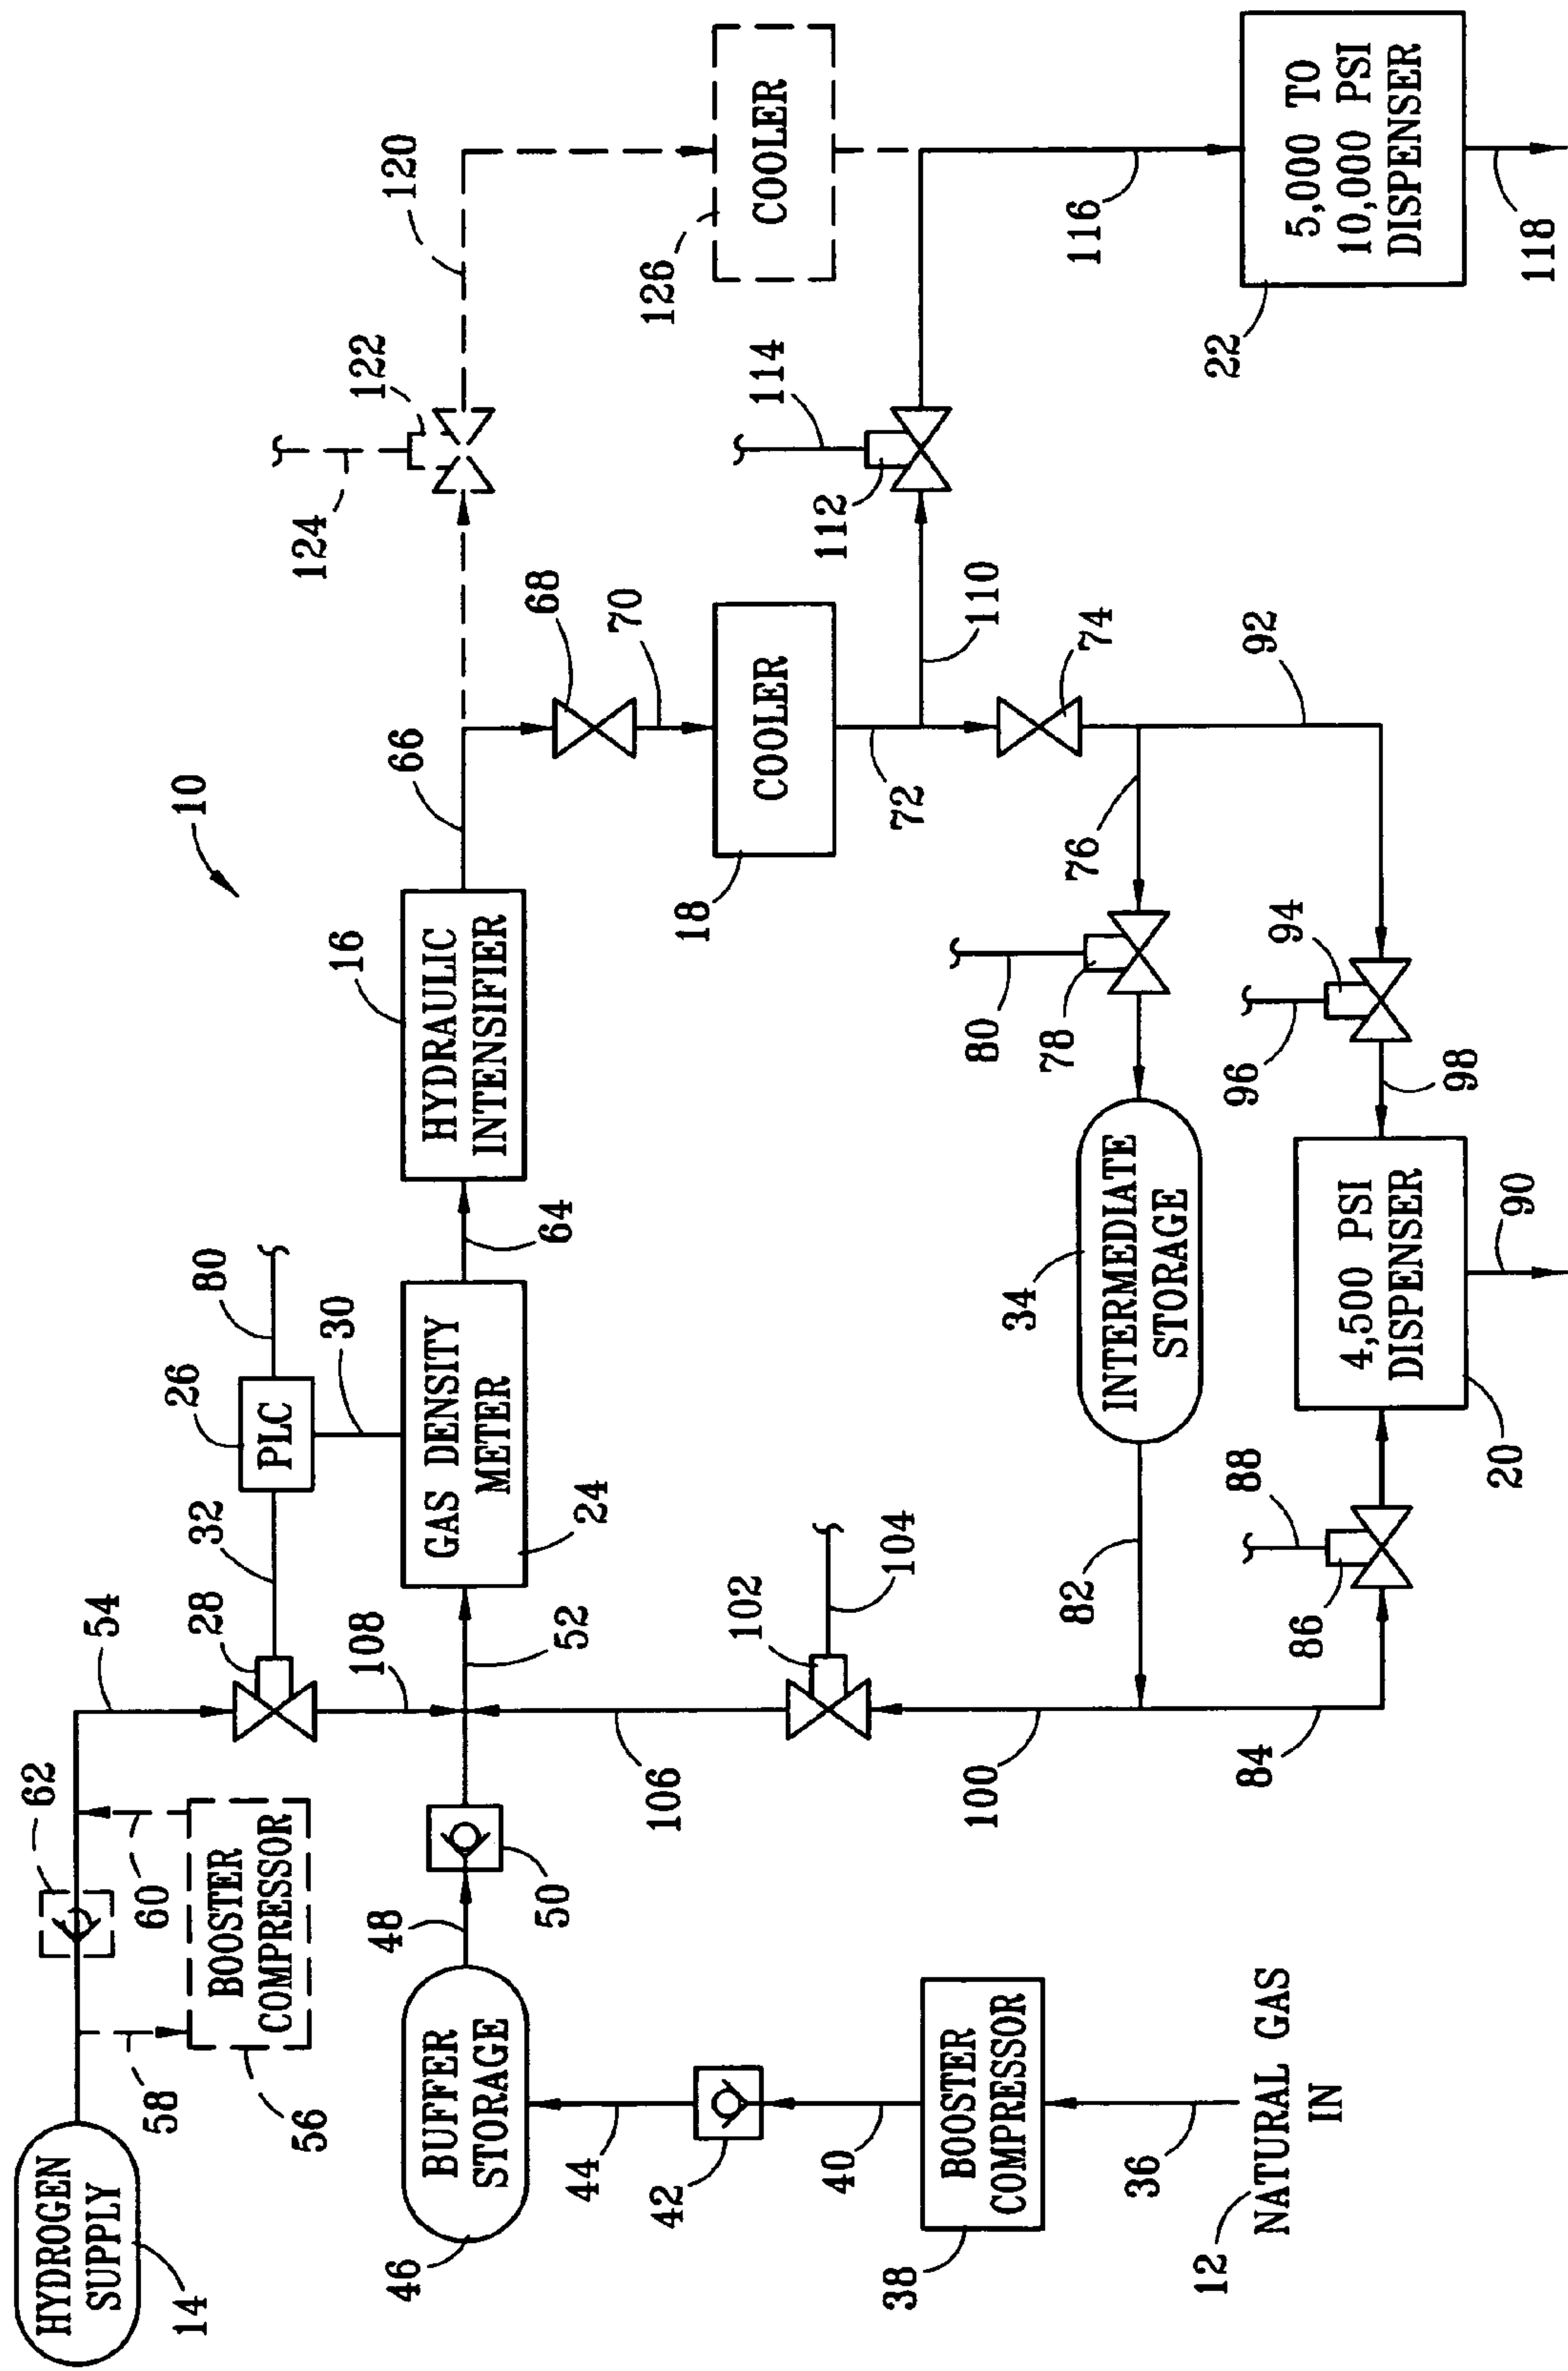 HYDROGEN
SUPPLY
14
58
BOOSTER
COMPRESSOR
56
60
62
54
28
32
PLC
26
80
30
108
10
BUFFER
STORAGE
46
48
50
52
GAS DENSITY
METER
24
64
HYDRAULIC
INTENSIFIER
16
66
124
122
120
44
42
40
BOOSTER
COMPRESSOR
38
36
12
NATURAL GAS
IN
106
102
104
100
82
84
68
70
COOLER
18
72
COOLER
126
114
112
110
116
74
76
92
80
78
INTERMEDIATE
STORAGE
34
88
86
4,500 PSI
DISPENSER
20
90
96
94
98
5,000 TO
10,000 PSI
DISPENSER
22
118